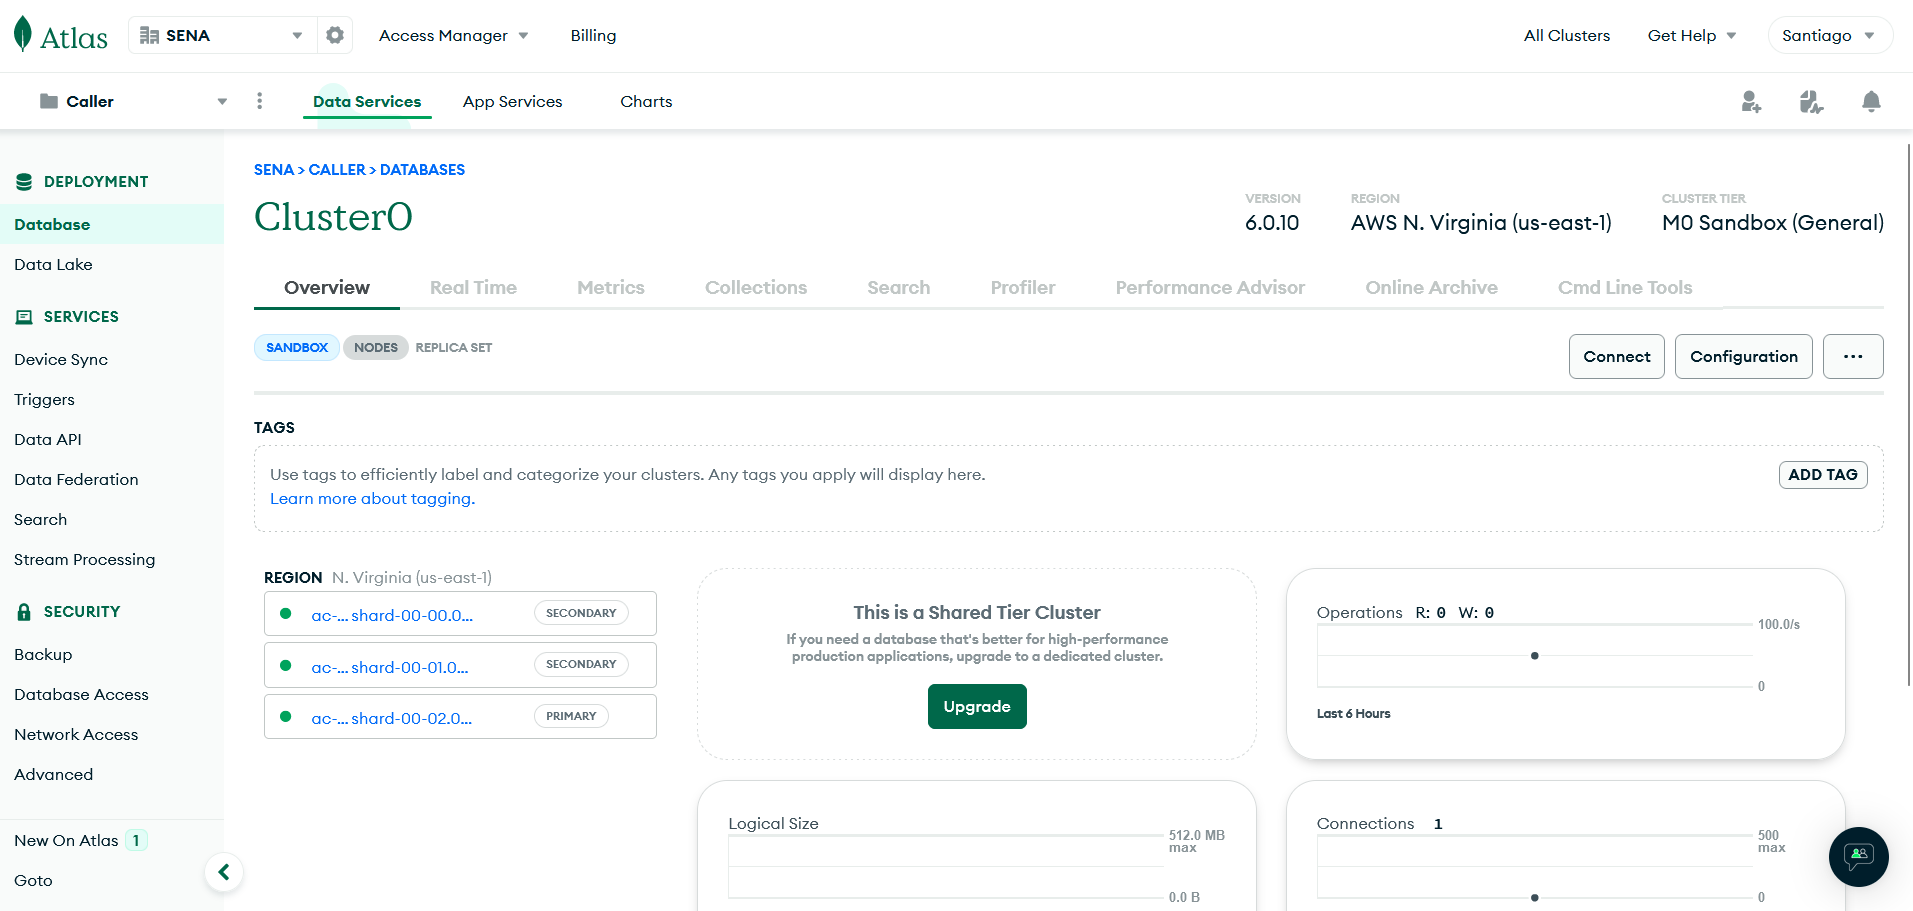 Atlas
SENA
Access Manager
Billing
All Clusters
Get Help
Santiago
Caller
Data Services
App Services
Charts
DEPLOYMENT
Database
Data Lake
SERVICES
Device Sync
Triggers
Data API
Data Federation
Search
Stream Processing
SECURITY
Backup
Database Access
Network Access
Advanced
New On Atlas 1
Goto
SENA > CALLER > DATABASES
Cluster0
VERSION
6.0.10
REGION
AWS N. Virginia (us-east-1)
CLUSTER TIER
M0 Sandbox (General)
Overview
Real Time
Metrics
Collections
Search
Profiler
Performance Advisor
Online Archive
Cmd Line Tools
SANDBOX
NODES
REPLICA SET
Connect
Configuration
...
TAGS
Use tags to efficiently label and categorize your clusters. Any tags you apply will display here.
Learn more about tagging.
ADD TAG
REGION N. Virginia (us-east-1)
ac-... shard-00-00.0... SECONDARY
ac-... shard-00-01.0... SECONDARY
ac-... shard-00-02.0... PRIMARY
This is a Shared Tier Cluster
If you need a database that's better for high-performance
production applications, upgrade to a dedicated cluster.
Upgrade
Operations R: 0 W: 0
100.0/s
0
Last 6 Hours
Logical Size
512.0 MB
max
0.0 B
Connections 1
500
max
0